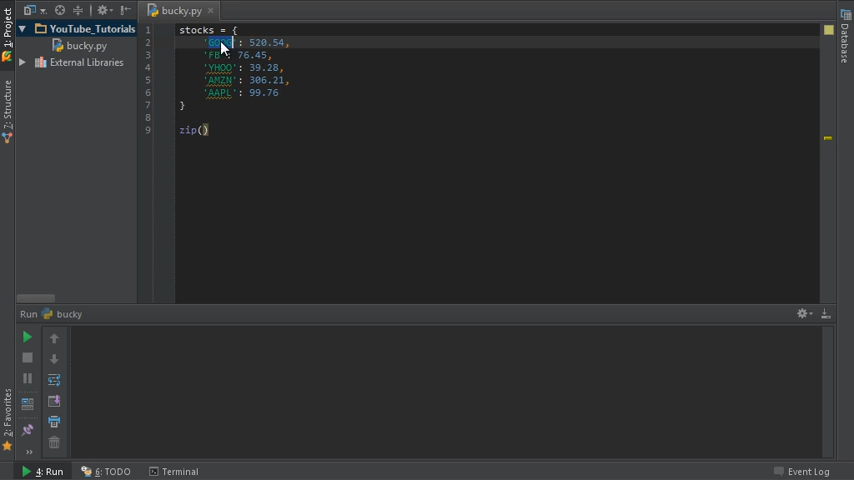 1: Project
bucky.py
YouTube_Tutorials
bucky.py
External Libraries
7: Structure
2: Favorites
Database
1 stocks = {
2 'GOOG': 520.54,
3 'FB': 76.45,
4 'YHOO': 39.28,
5 'AMZN': 306.21,
6 'AAPL': 99.76
7 }
8
9 zip()
Run bucky
4: Run 6: TODO Terminal Event Log